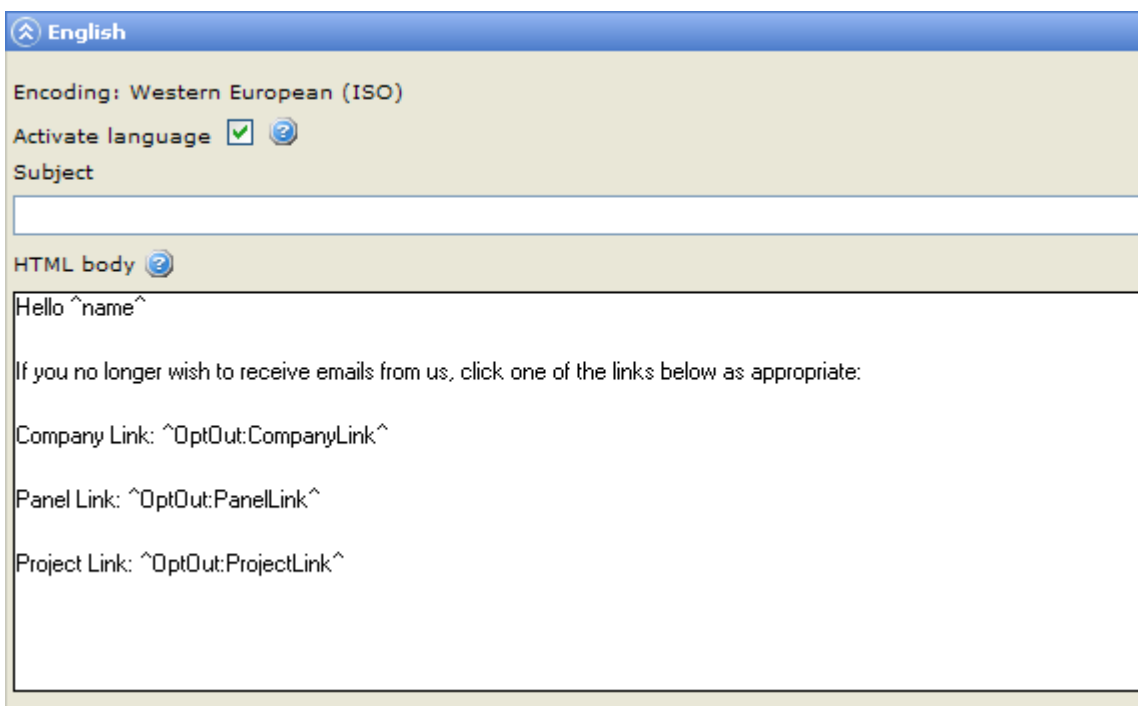 English
Encoding: Western European (ISO)
Activate language
Subject
HTML body
Hello ^name^
If you no longer wish to receive emails from us, click one of the links below as appropriate:
Company Link: ^OptOut:CompanyLink^
Panel Link: ^OptOut:PanelLink^
Project Link: ^OptOut:ProjectLink^